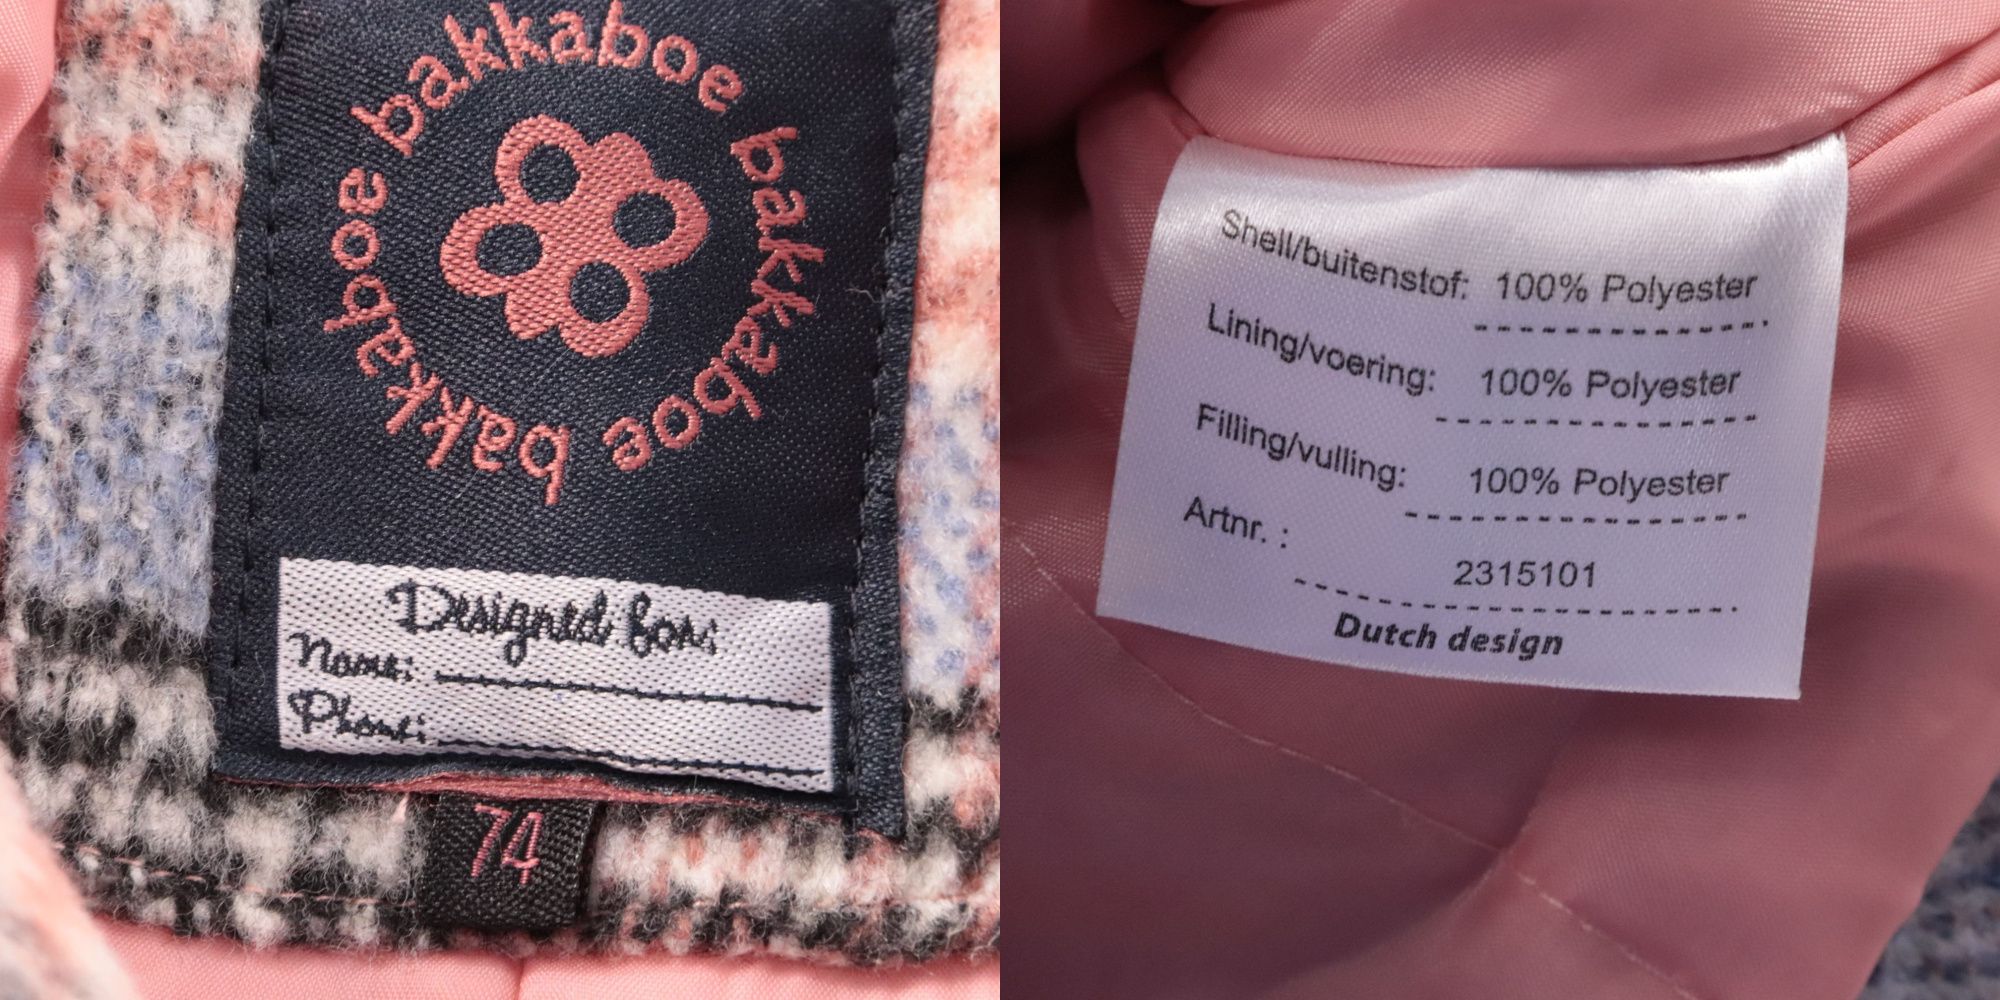 bakkaboe bakkaboe bakkaboe bakkaboe
Designed for:
Name:
Phone:
74
Shell/buitenstof: 100% Polyester
Lining/voering: 100% Polyester
Filling/vulling: 100% Polyester
Artnr. : 2315101
Dutch design